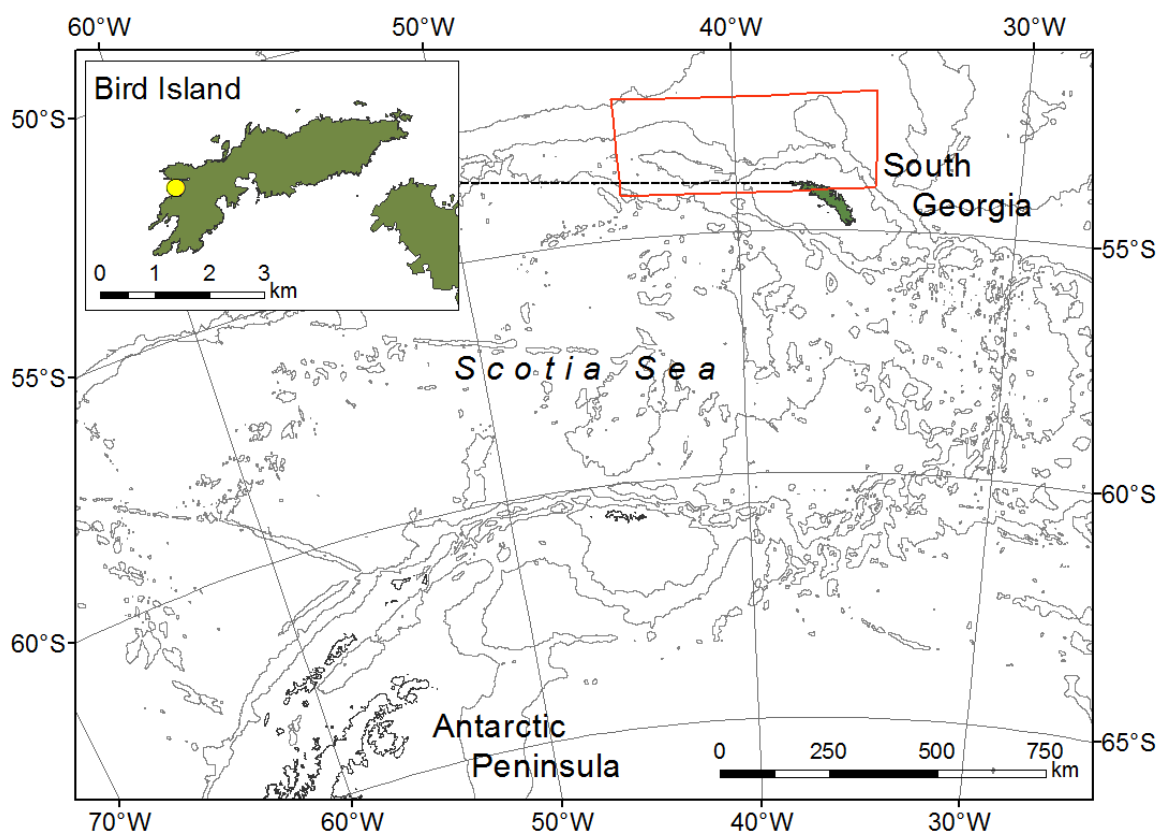 60°W 50°W 40°W 30°W
50°S
Bird Island
0 1 2 3
km
South
Georgia
55°S
Scotia Sea
55°S
60°S
60°S
Antarctic
Peninsula
0 250 500 750
km
65°S
70°W 60°W 50°W 40°W 30°W